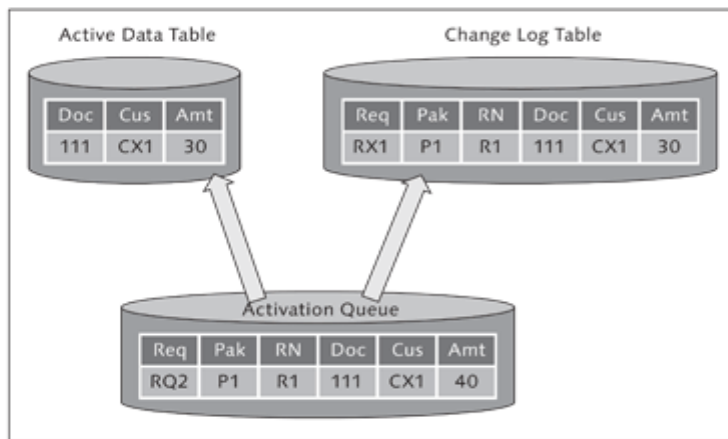 Active Data Table
Change Log Table
Doc Cus Amt
111 CX1 30
Req Pak RN Doc Cus Amt
RX1 P1 R1 111 CX1 30
Activation Queue
Req Pak RN Doc Cus Amt
RQ2 P1 R1 111 CX1 40